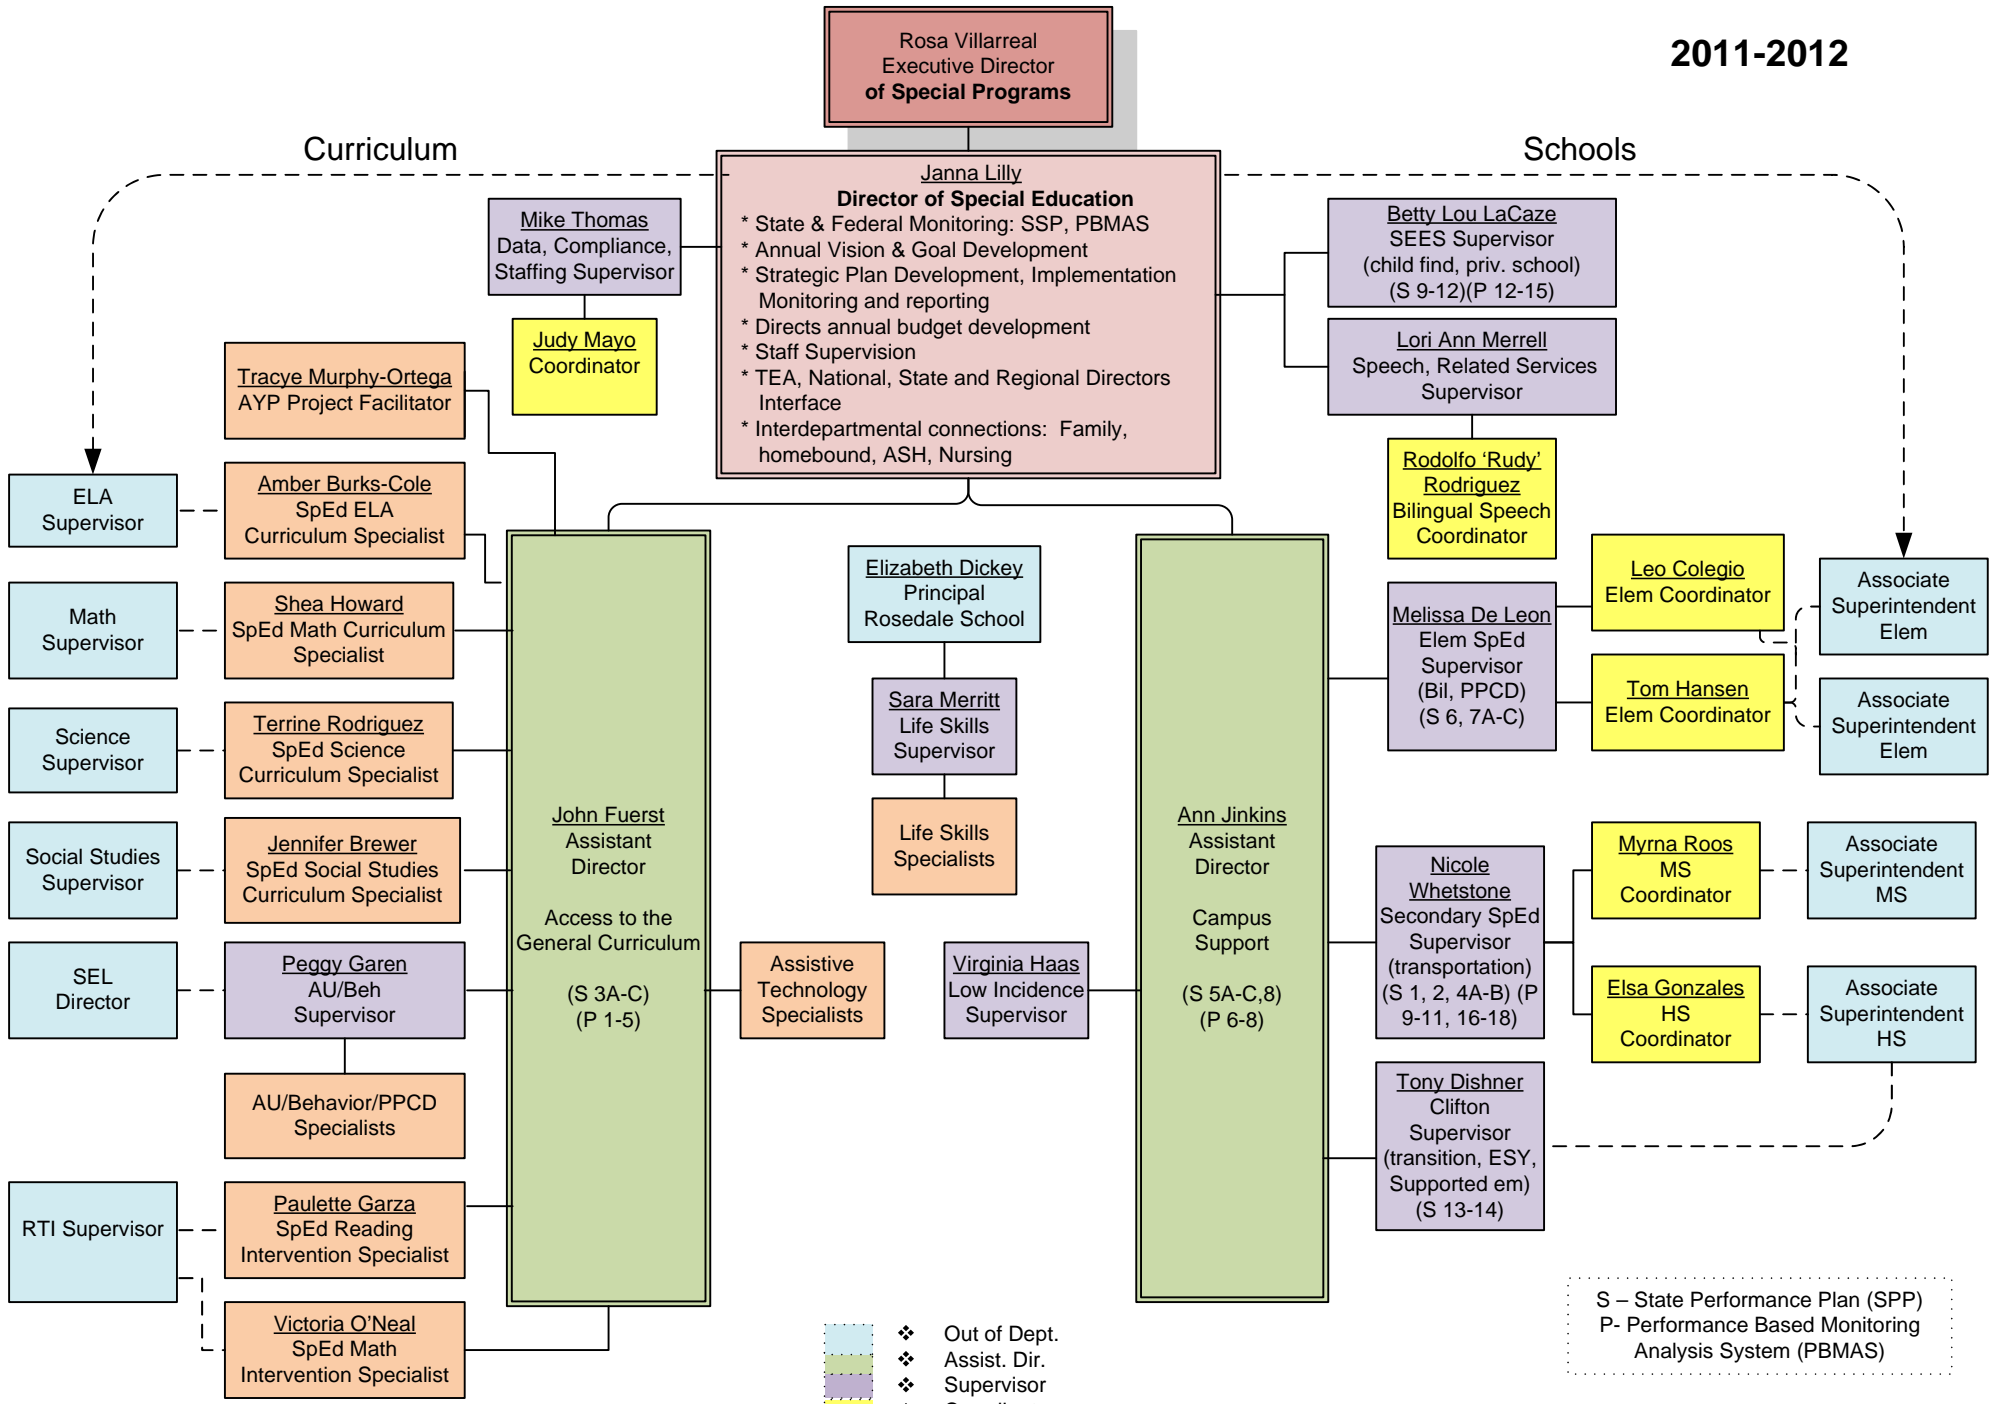 Rosa Villarreal
Executive Director
of Special Programs
2011-2012
Curriculum
Schools
Janna Lilly
Director of Special Education
* State & Federal Monitoring: SSP, PBMAS
* Annual Vision & Goal Development
* Strategic Plan Development, Implementation
Monitoring and reporting
* Directs annual budget development
* Staff Supervision
* TEA, National, State and Regional Directors
Interface
* Interdepartmental connections: Family,
homebound, ASH, Nursing
Mike Thomas
Data, Compliance,
Staffing Supervisor
Judy Mayo
Coordinator
Betty Lou LaCaze
SEES Supervisor
(child find, priv. school)
(S 9-12)(P 12-15)
Lori Ann Merrell
Speech, Related Services
Supervisor
Rodolfo ‘Rudy’
Rodriguez
Bilingual Speech
Coordinator
Tracye Murphy-Ortega
AYP Project Facilitator
ELA
Supervisor
Amber Burks-Cole
SpEd ELA
Curriculum Specialist
Math
Supervisor
Shea Howard
SpEd Math Curriculum
Specialist
Science
Supervisor
Terrine Rodriguez
SpEd Science
Curriculum Specialist
Social Studies
Supervisor
Jennifer Brewer
SpEd Social Studies
Curriculum Specialist
SEL
Director
Peggy Garen
AU/Beh
Supervisor
AU/Behavior/PPCD
Specialists
RTI Supervisor
Paulette Garza
SpEd Reading
Intervention Specialist
Victoria O’Neal
SpEd Math
Intervention Specialist
John Fuerst
Assistant
Director
Access to the
General Curriculum
(S 3A-C)
(P 1-5)
Assistive
Technology
Specialists
Elizabeth Dickey
Principal
Rosedale School
Sara Merritt
Life Skills
Supervisor
Life Skills
Specialists
Virginia Haas
Low Incidence
Supervisor
Ann Jinkins
Assistant
Director
Campus
Support
(S 5A-C,8)
(P 6-8)
Melissa De Leon
Elem SpEd
Supervisor
(Bil, PPCD)
(S 6, 7A-C)
Leo Colegio
Elem Coordinator
Tom Hansen
Elem Coordinator
Associate
Superintendent
Elem
Associate
Superintendent
Elem
Nicole
Whetstone
Secondary SpEd
Supervisor
(transportation)
(S 1, 2, 4A-B) (P
9-11, 16-18)
Myrna Roos
MS
Coordinator
Associate
Superintendent
MS
Elsa Gonzales
HS
Coordinator
Associate
Superintendent
HS
Tony Dishner
Clifton
Supervisor
(transition, ESY,
Supported em)
(S 13-14)
❖ Out of Dept.
❖ Assist. Dir.
❖ Supervisor
S – State Performance Plan (SPP)
P- Performance Based Monitoring
Analysis System (PBMAS)